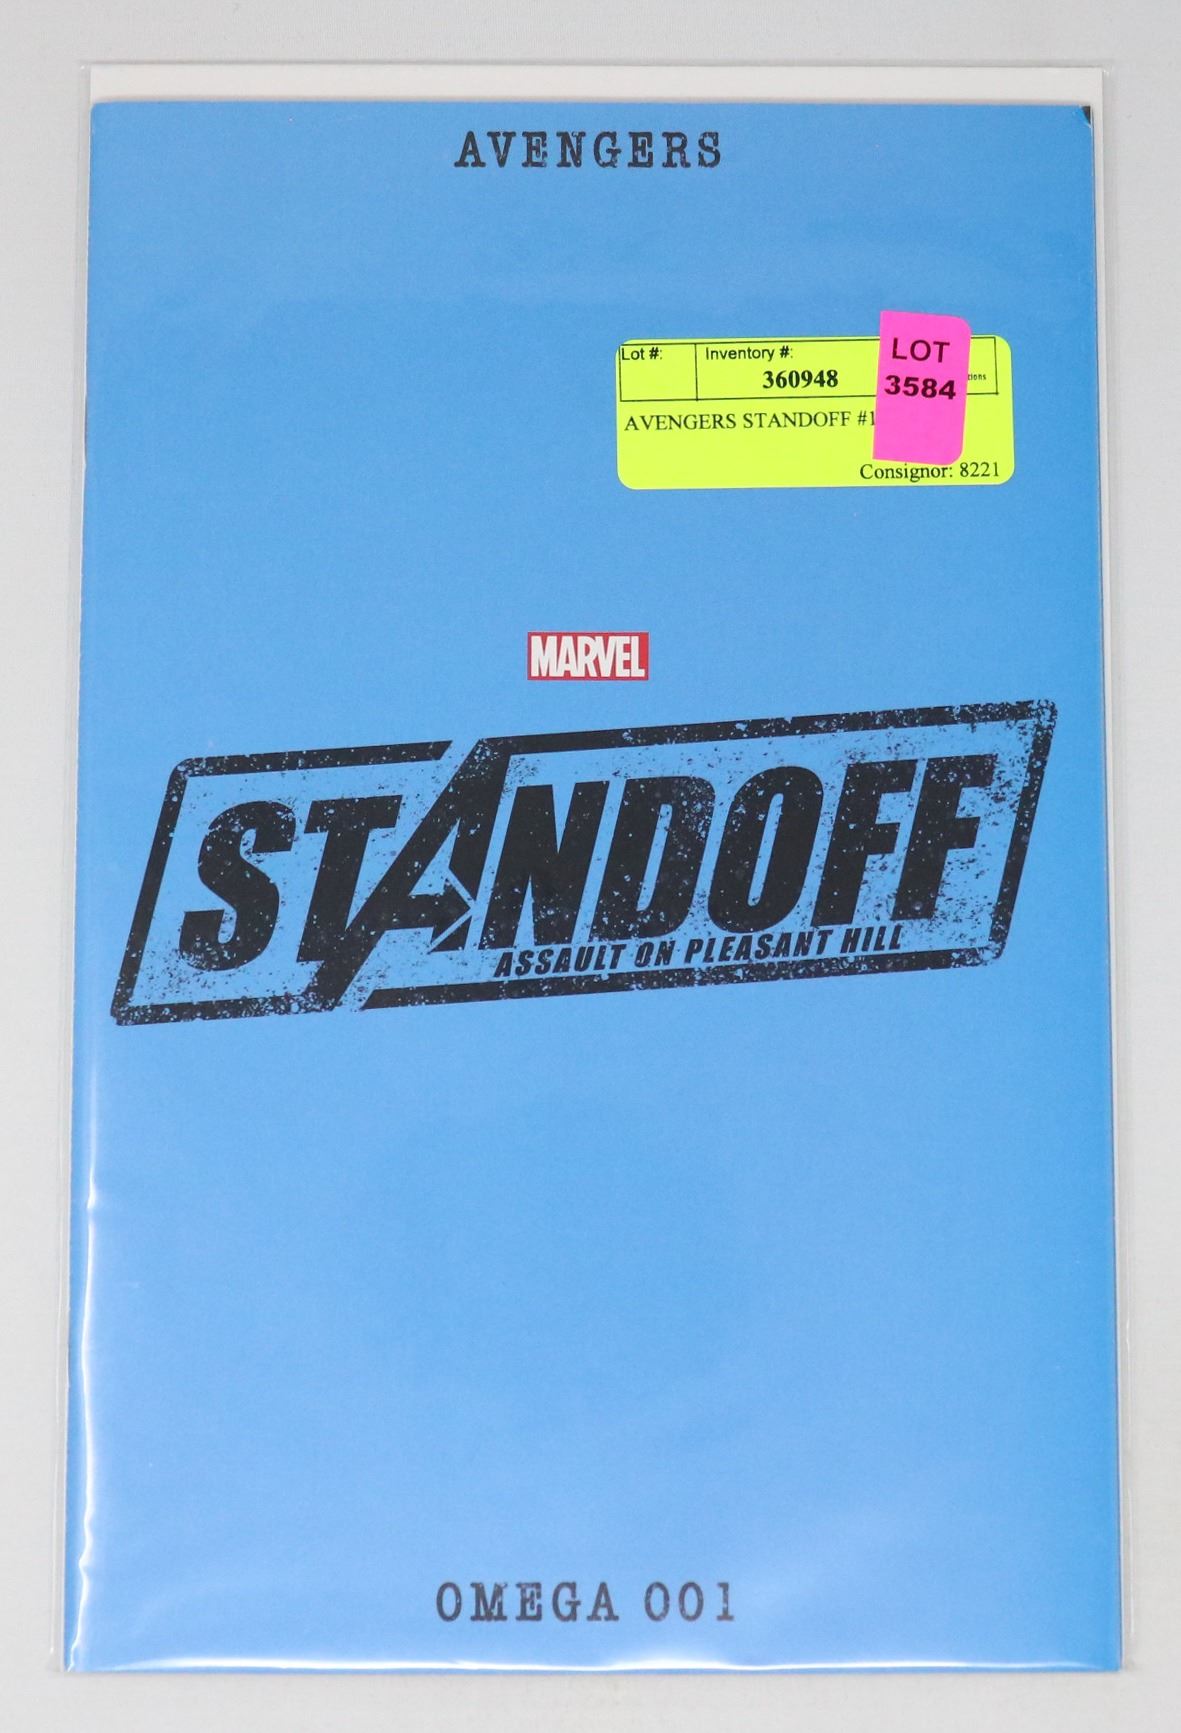 AVENGERS
Lot #: Inventory #:
360948
LOT
3584
AVENGERS STANDOFF #1
Consignor: 8221
MARVEL
STANDOFF
ASSAULT ON PLEASANT HILL
OMEGA 001